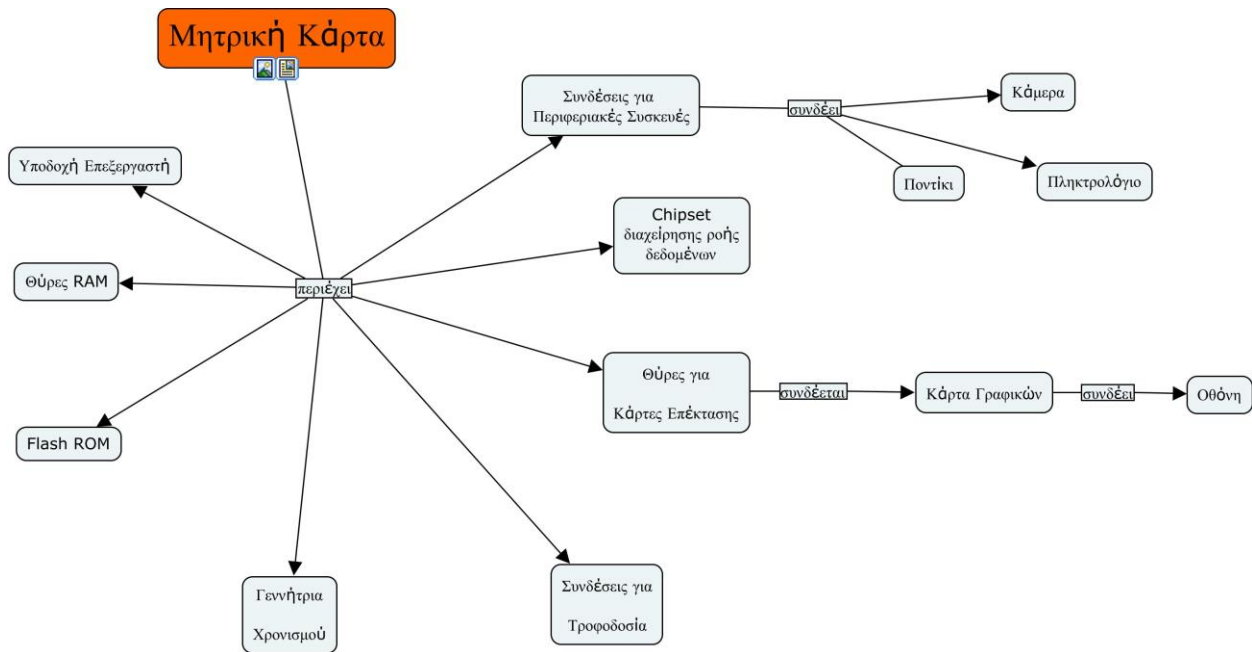 Μητρική Κάρτα
Συνδέσεις για
Περιφεριακές Συσκευές
συνδέει
Κάμερα
Ποντίκι
Πληκτρολόγιο
Υποδοχή Επεξεργαστή
Chipset
διαχείρησης ροής
δεδομένων
Θύρες RAM
περιέχει
Θύρες για
Κάρτες Επέκτασης
συνδέεται
Κάρτα Γραφικών
συνδέει
Οθόνη
Flash ROM
Γεννήτρια
Χρονισμού
Συνδέσεις για
Τροφοδοσία